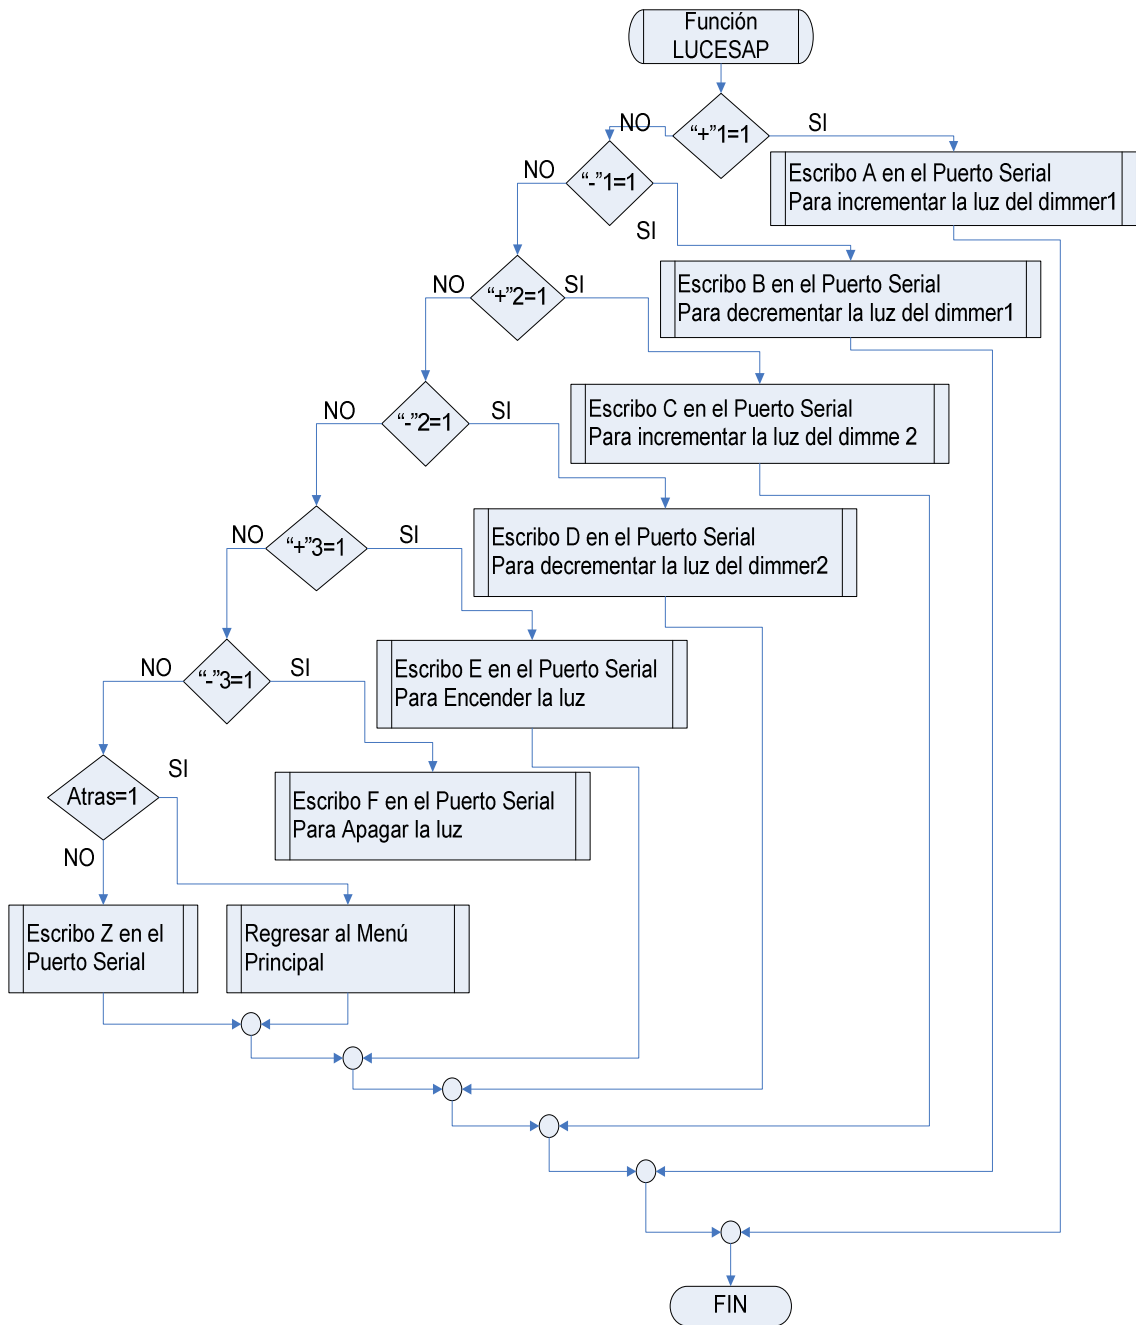 Función
LUCESAP
“+”1=1
SI
NO
Escribo A en el Puerto Serial
Para incrementar la luz del dimmer1
“-”1=1
NO
SI
Escribo B en el Puerto Serial
Para decrementar la luz del dimmer1
“+”2=1
NO
SI
Escribo C en el Puerto Serial
Para incrementar la luz del dimme 2
“-”2=1
NO
SI
Escribo D en el Puerto Serial
Para decrementar la luz del dimmer2
“+”3=1
NO
SI
Escribo E en el Puerto Serial
Para Encender la luz
“-”3=1
NO
SI
Escribo F en el Puerto Serial
Para Apagar la luz
Atras=1
SI
NO
Escribo Z en el
Puerto Serial
Regresar al Menú
Principal
FIN